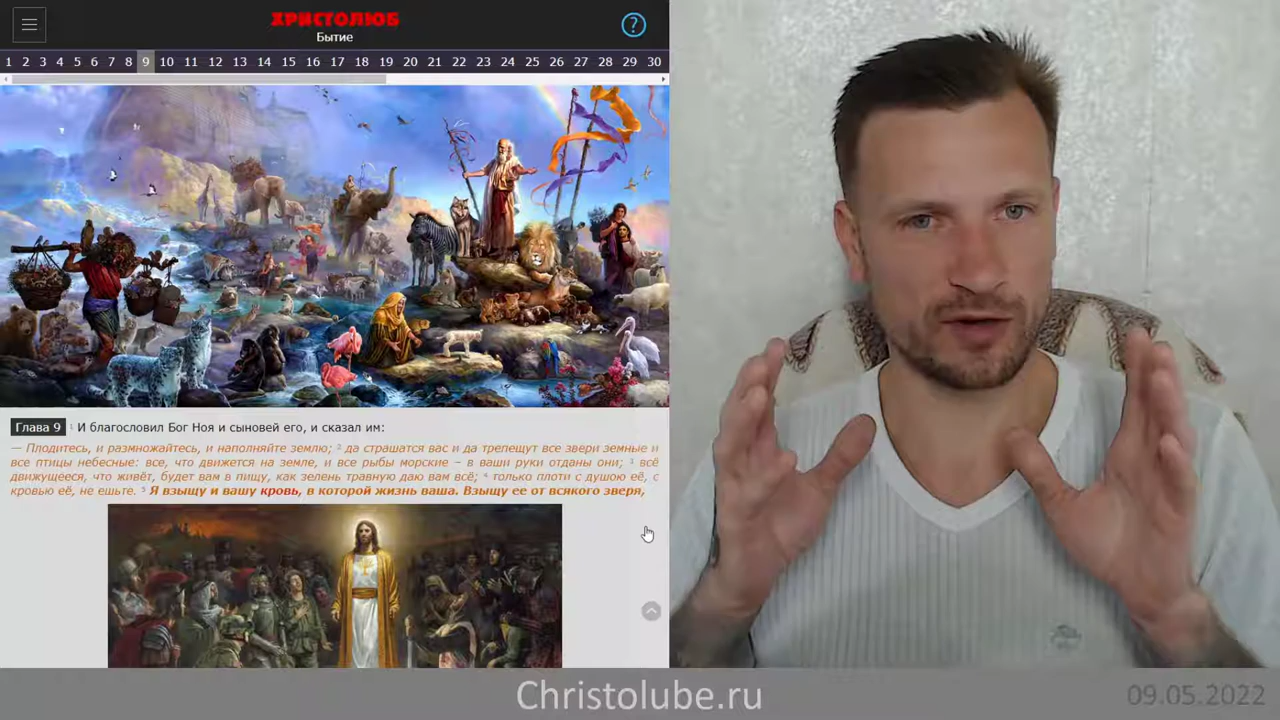 ХРИСТОЛЮБ
Бытие
?
1 2 3 4 5 6 7 8 9 10 11 12 13 14 15 16 17 18 19 20 21 22 23 24 25 26 27 28 29 30
Глава 9 1 И благословил Бог Ноя и сыновей его, и сказал им:
— Плодитесь, и размножайтесь, и наполняйте землю; 2 да страшатся вас и да трепещут все звери земные и
все птицы небесные: все, что движется на земле, и все рыбы морские – в ваши руки отданы они; 3 всё
движущееся, что живёт, будет вам в пищу, как зелень травную даю вам всё; 4 только плоти с душою её, с
кровью её, не ешьте. 5 Я взыщу и вашу кровь, в которой жизнь ваша. Взыщу ее от всякого зверя,
Christolube.ru
09.05.2022